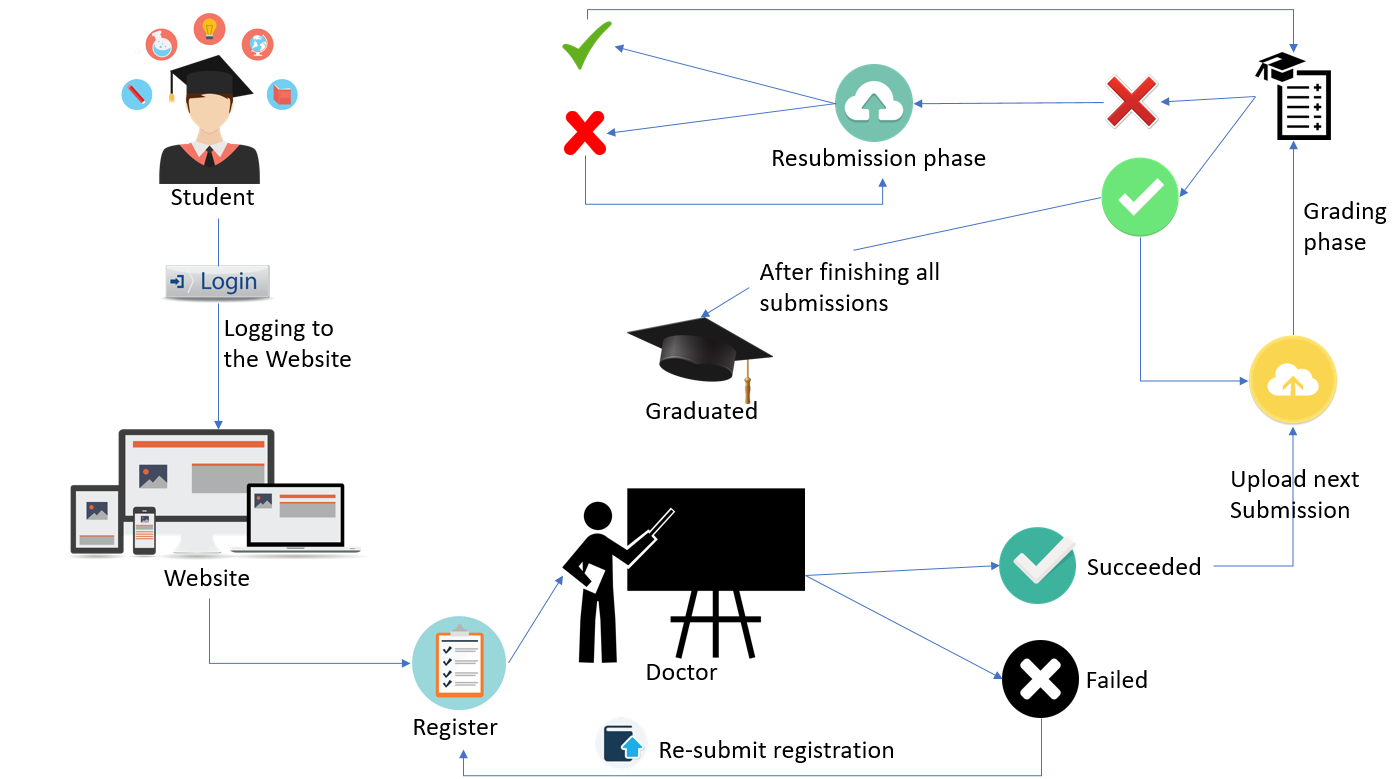 Student
Login
Logging to
the Website
Website
Register
Doctor
Succeeded
Failed
Re-submit registration
Upload next
Submission
Grading
phase
Resubmission phase
After finishing all
submissions
Graduated